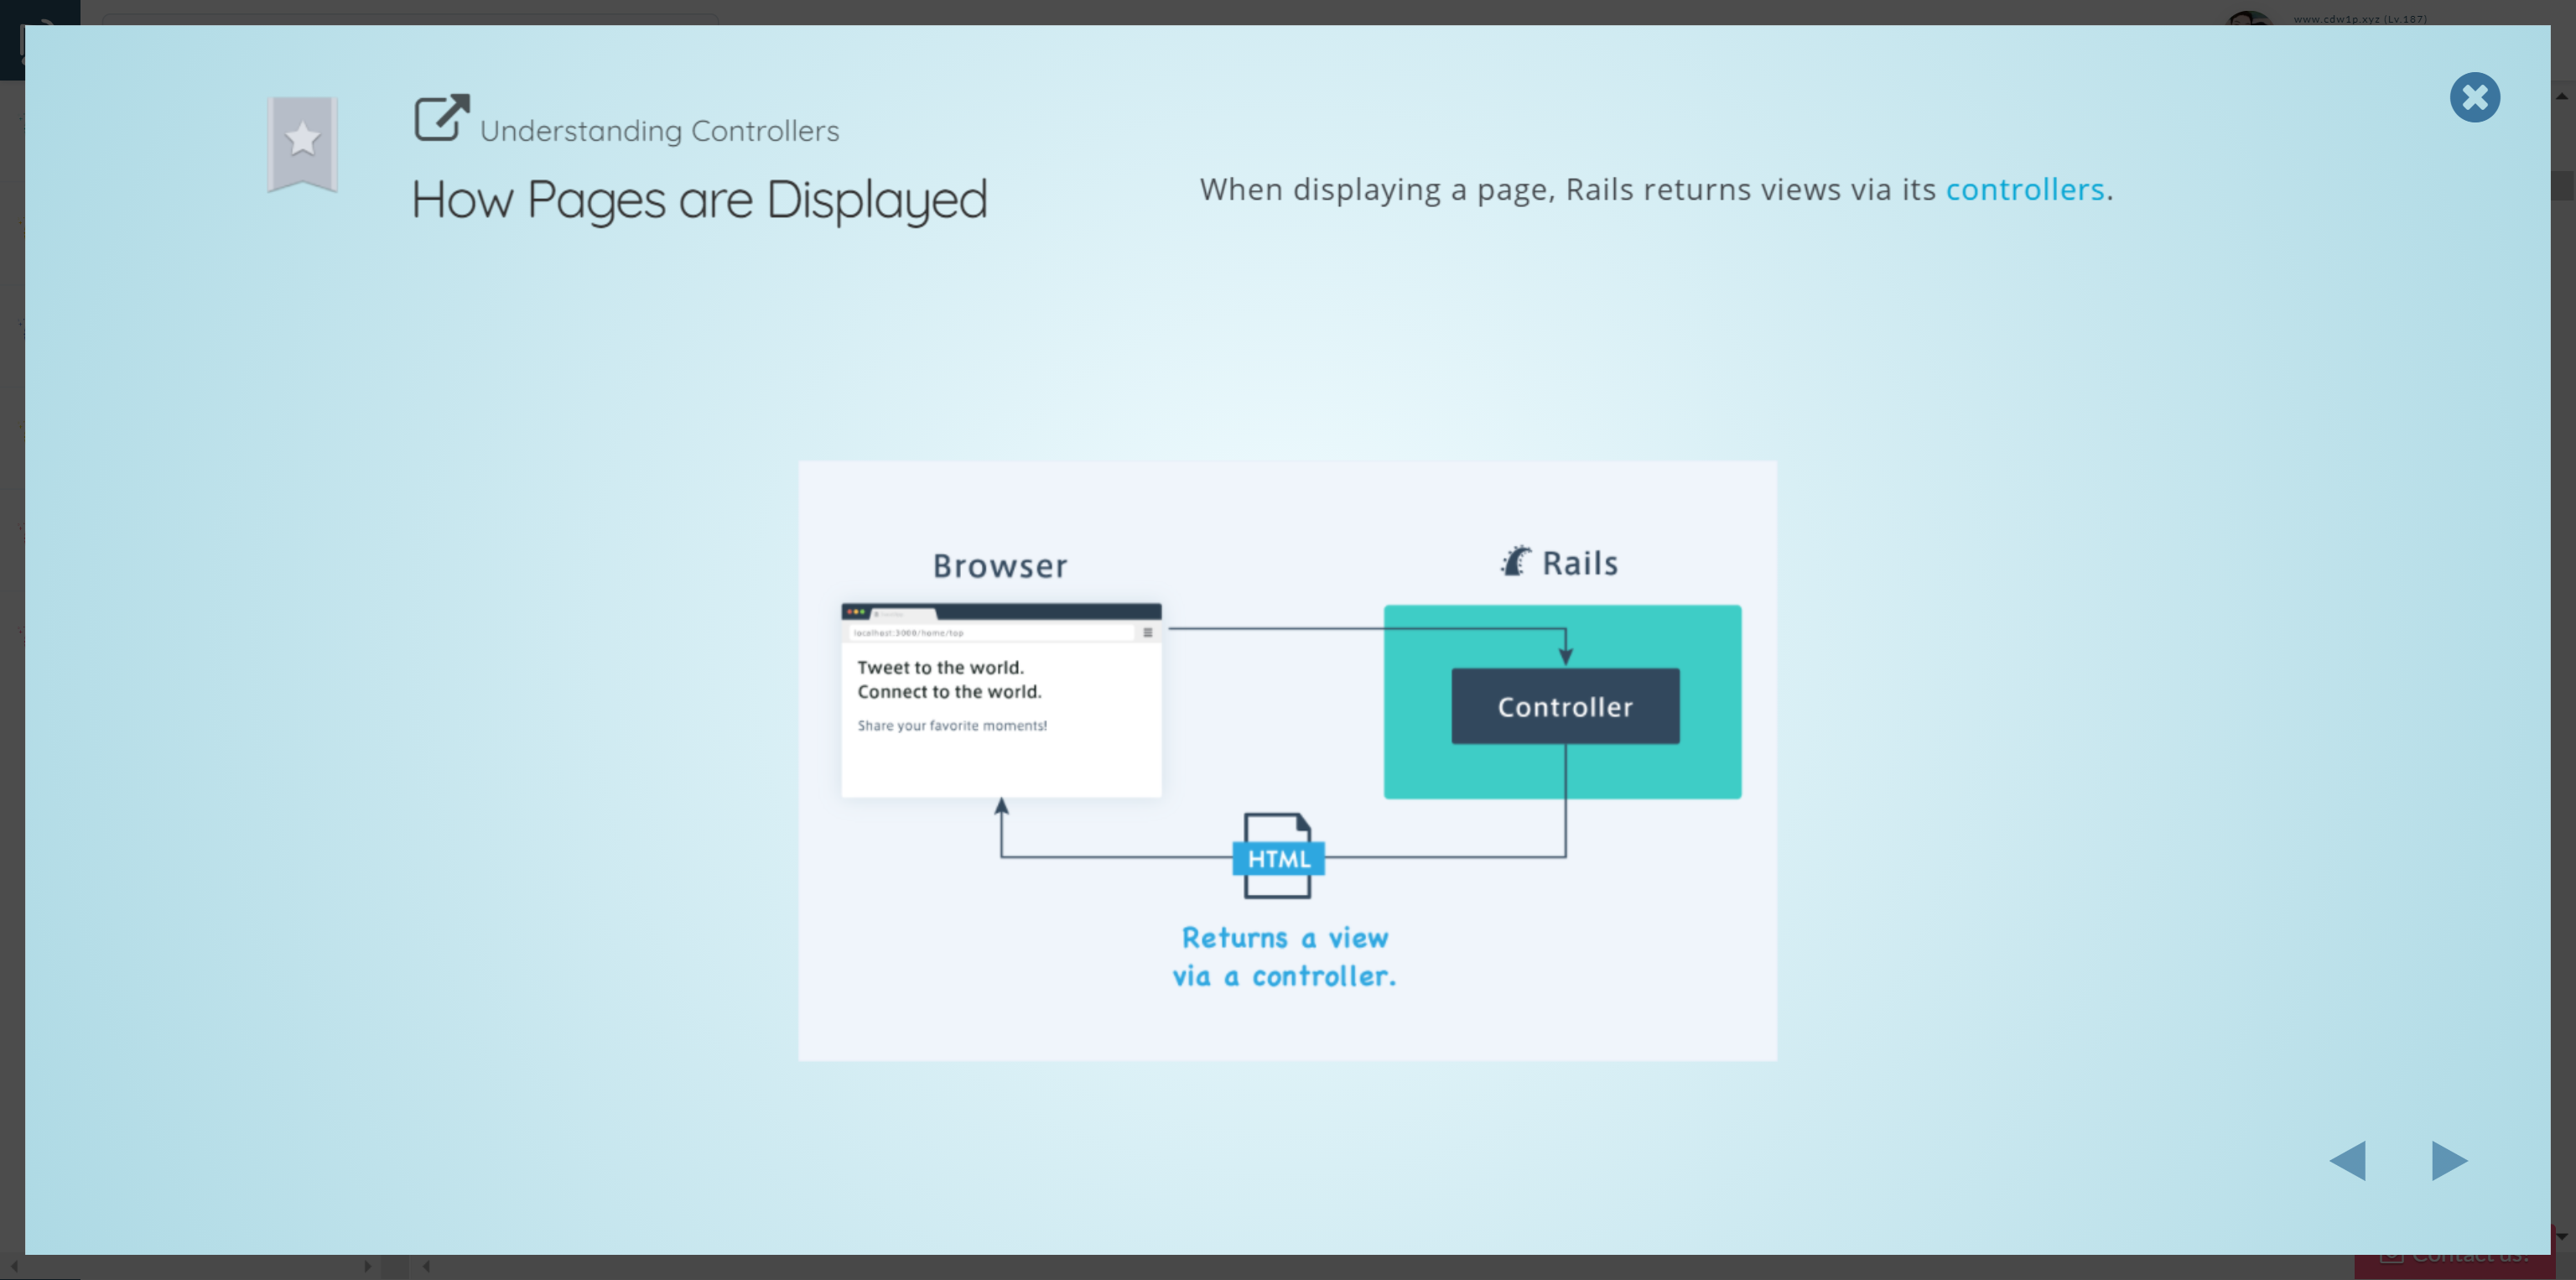 www.cdw1p.xyz (Lv.187)
Understanding Controllers
How Pages are Displayed
When displaying a page, Rails returns views via its controllers.
Browser
Rails
localhost:3000/home/top
Tweet to the world.
Connect to the world.
Share your favorite moments!
Controller
HTML
Returns a view
via a controller.
Contact us!